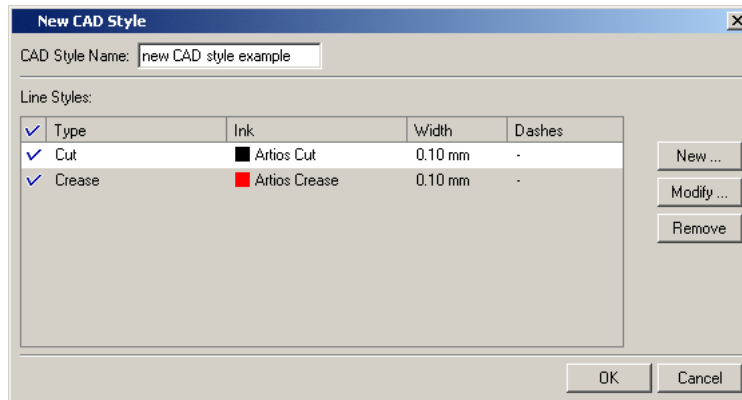 New CAD Style
CAD Style Name: new CAD style example
Line Styles:
Type Ink Width Dashes
Cut Artios Cut 0.10 mm -
Crease Artios Crease 0.10 mm -
New ...
Modify ...
Remove
OK Cancel